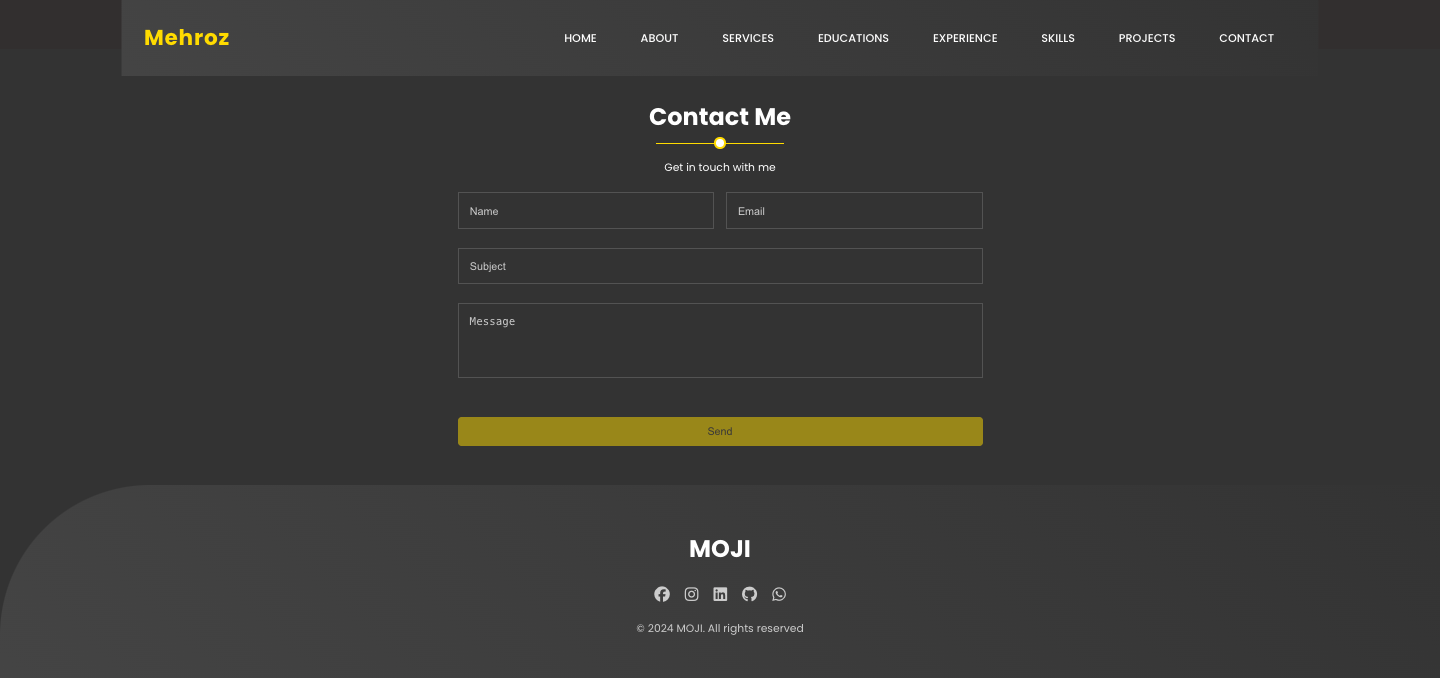 Mehroz
HOME ABOUT SERVICES EDUCATIONS EXPERIENCE SKILLS PROJECTS CONTACT
Contact Me
Get in touch with me
Name Email
Subject
Message
Send
MOJI
© 2024 MOJI. All rights reserved